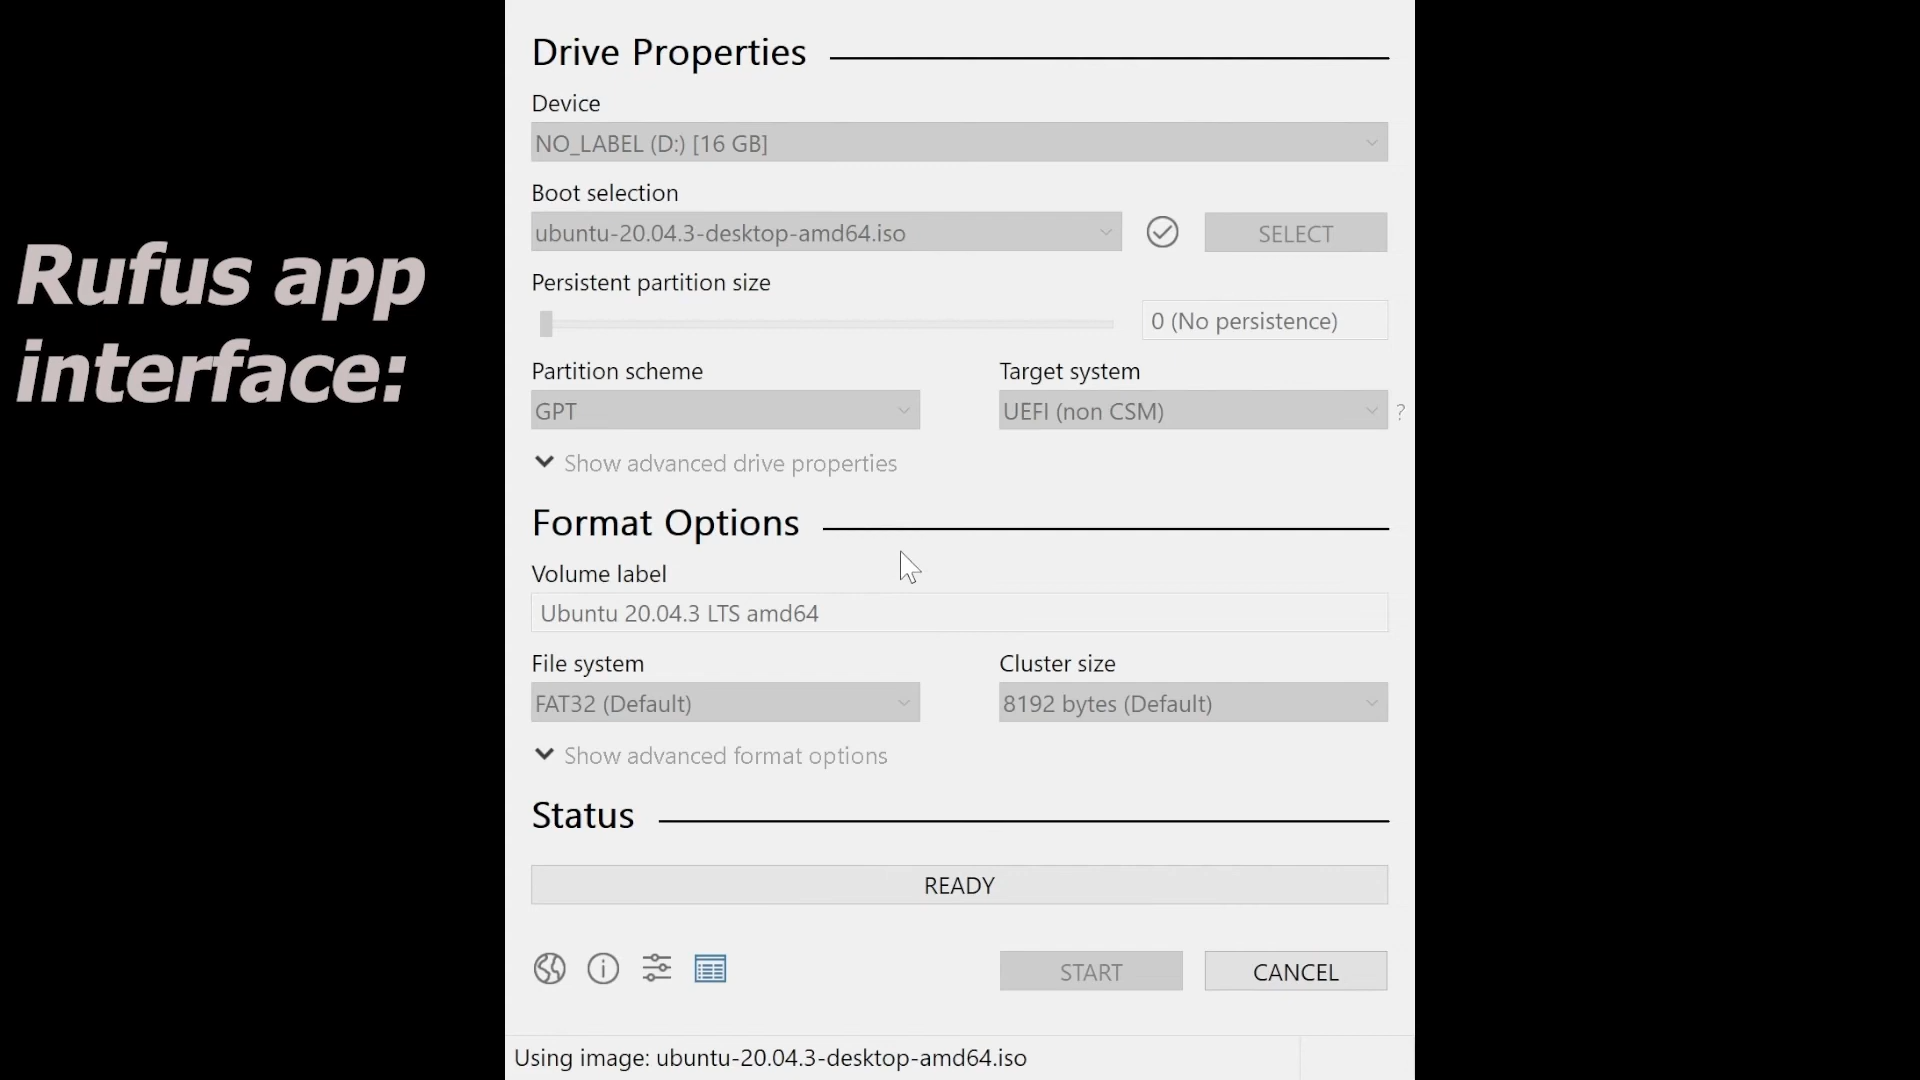 Rufus app
interface:
Drive Properties
Device
NO_LABEL (D:) [16 GB]
Boot selection
ubuntu-20.04.3-desktop-amd64.iso
SELECT
Persistent partition size
0 (No persistence)
Partition scheme
Target system
GPT
UEFI (non CSM)
?
Show advanced drive properties
Format Options
Volume label
Ubuntu 20.04.3 LTS amd64
File system
Cluster size
FAT32 (Default)
8192 bytes (Default)
Show advanced format options
Status
READY
START
CANCEL
Using image: ubuntu-20.04.3-desktop-amd64.iso